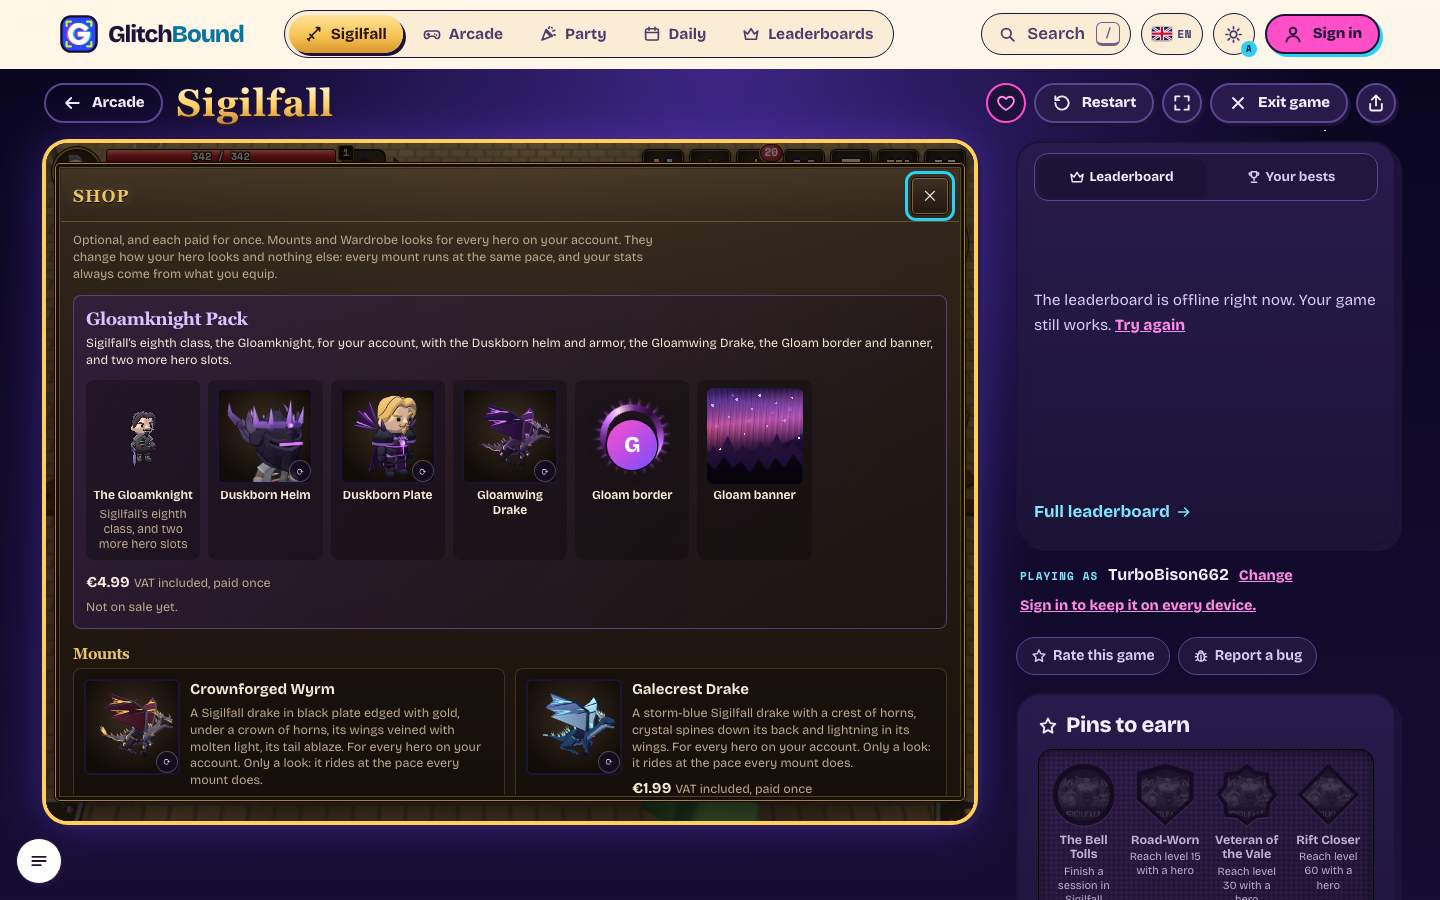 GlitchBound
Sigilfall
Arcade
Party
Daily
Leaderboards
Search /
EN
A
Sign in
Arcade
Sigilfall
Restart
Exit game
342 / 342
1
20
SHOP
Optional, and each paid for once. Mounts and Wardrobe looks for every hero on your account. They
change how your hero looks and nothing else: every mount runs at the same pace, and your stats
always come from what you equip.
Gloamknight Pack
Sigilfall's eighth class, the Gloamknight, for your account, with the Duskborn helm and armor, the Gloamwing Drake, the Gloam border and banner,
and two more hero slots.
G
The Gloamknight
Sigilfall's eighth
class, and two
more hero slots
Duskborn Helm
Duskborn Plate
Gloamwing
Drake
Gloam border
Gloam banner
€4.99 VAT included, paid once
Not on sale yet.
Mounts
Crownforged Wyrm
A Sigilfall drake in black plate edged with gold,
under a crown of horns, its wings veined with
molten light, its tail ablaze. For every hero on your
account. Only a look: it rides at the pace every
mount does.
Galecrest Drake
A storm-blue Sigilfall drake with a crest of horns,
crystal spines down its back and lightning in its
wings. For every hero on your account. Only a look:
it rides at the pace every mount does.
€1.99 VAT included, paid once
Leaderboard
Your bests
The leaderboard is offline right now. Your game
still works. Try again
Full leaderboard →
PLAYING AS TurboBison662 Change
Sign in to keep it on every device.
Rate this game
Report a bug
Pins to earn
The Bell
Tolls
Finish a
session in
Sigilfall
Road-Worn
Reach level 15
with a hero
Veteran of
the Vale
Reach level
30 with a
hero
Rift Closer
Reach level
60 with a
hero